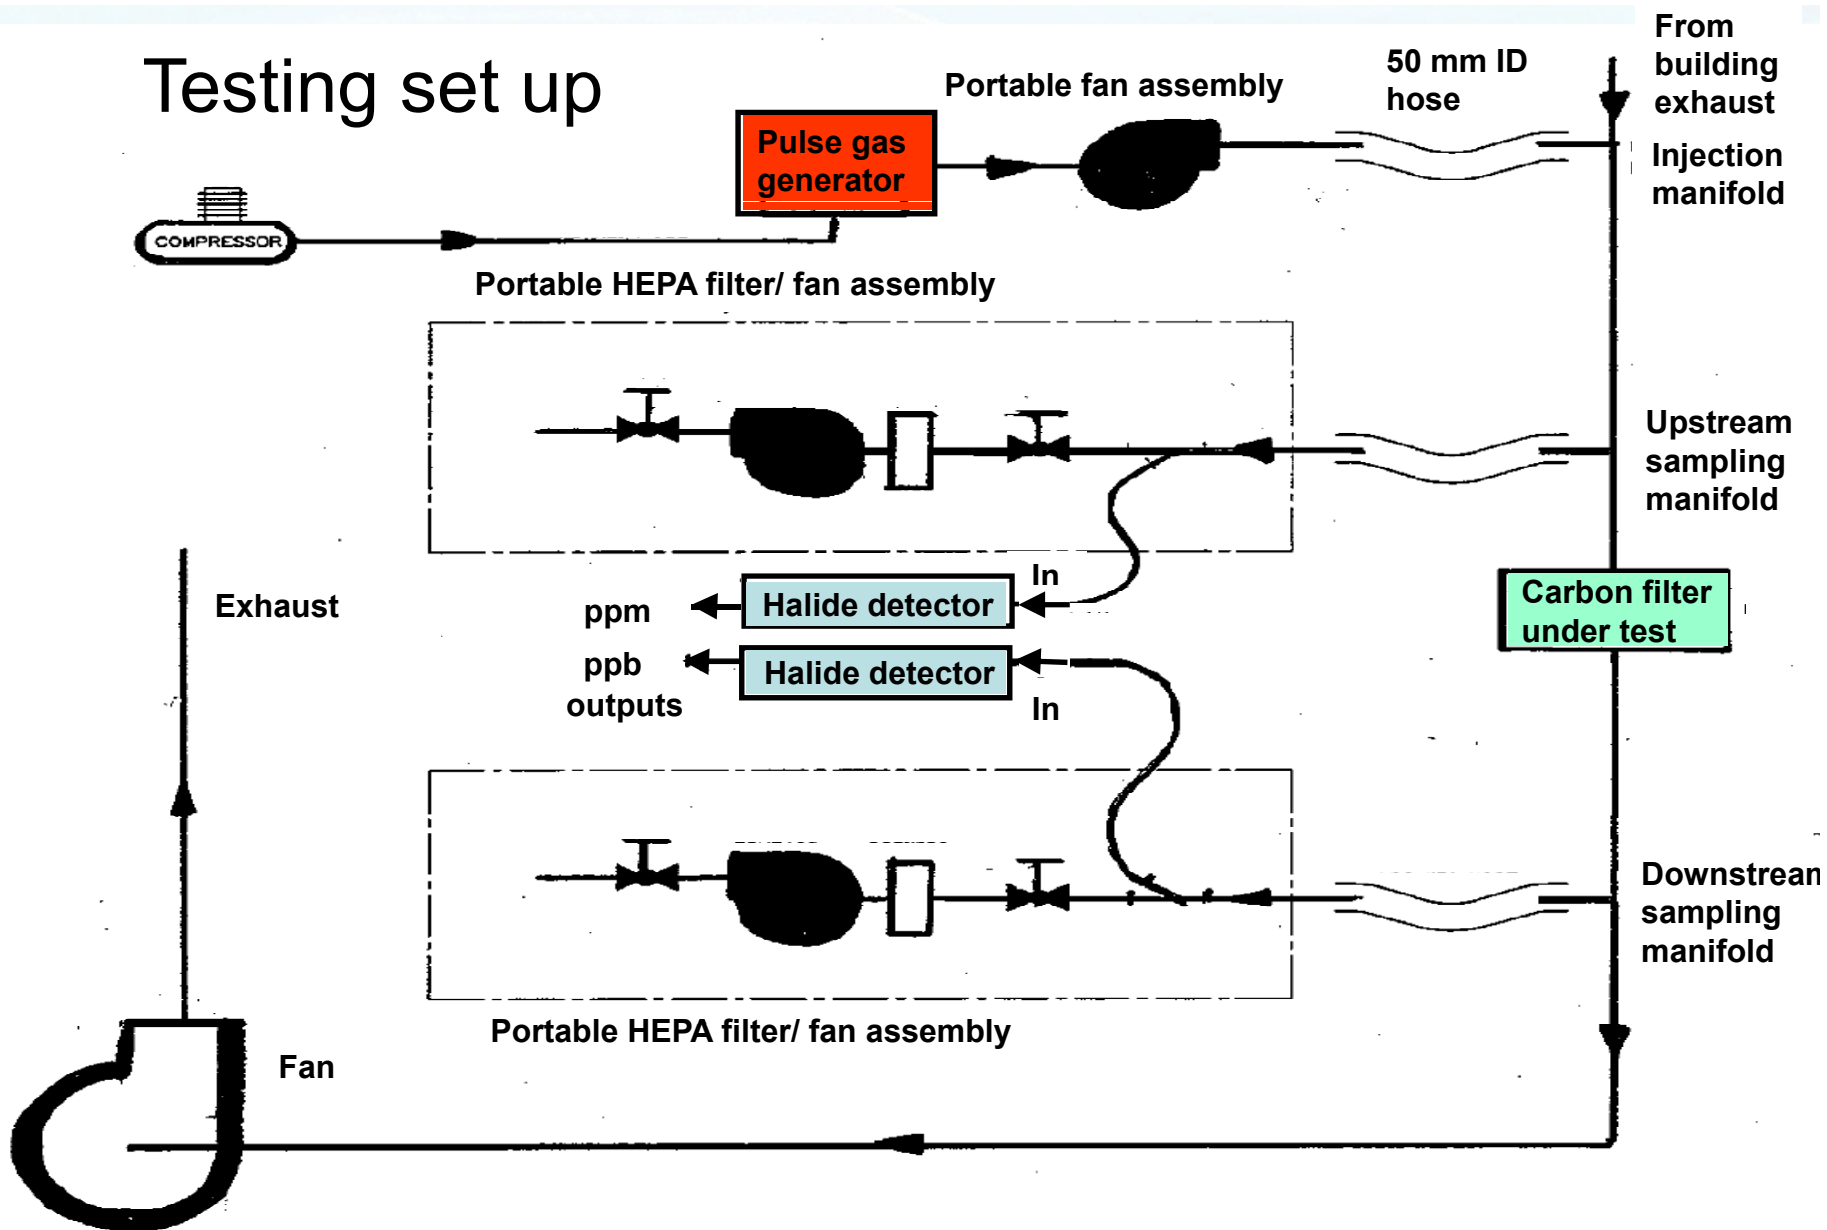 Testing set up
Portable fan assembly
50 mm ID
hose
From
building
exhaust
Pulse gas
generator
Injection
manifold
COMPRESSOR
Portable HEPA filter/ fan assembly
Upstream
sampling
manifold
Exhaust
ppm
Halide detector
In
Carbon filter
under test
ppb
outputs
Halide detector
In
Downstream
sampling
manifold
Portable HEPA filter/ fan assembly
Fan